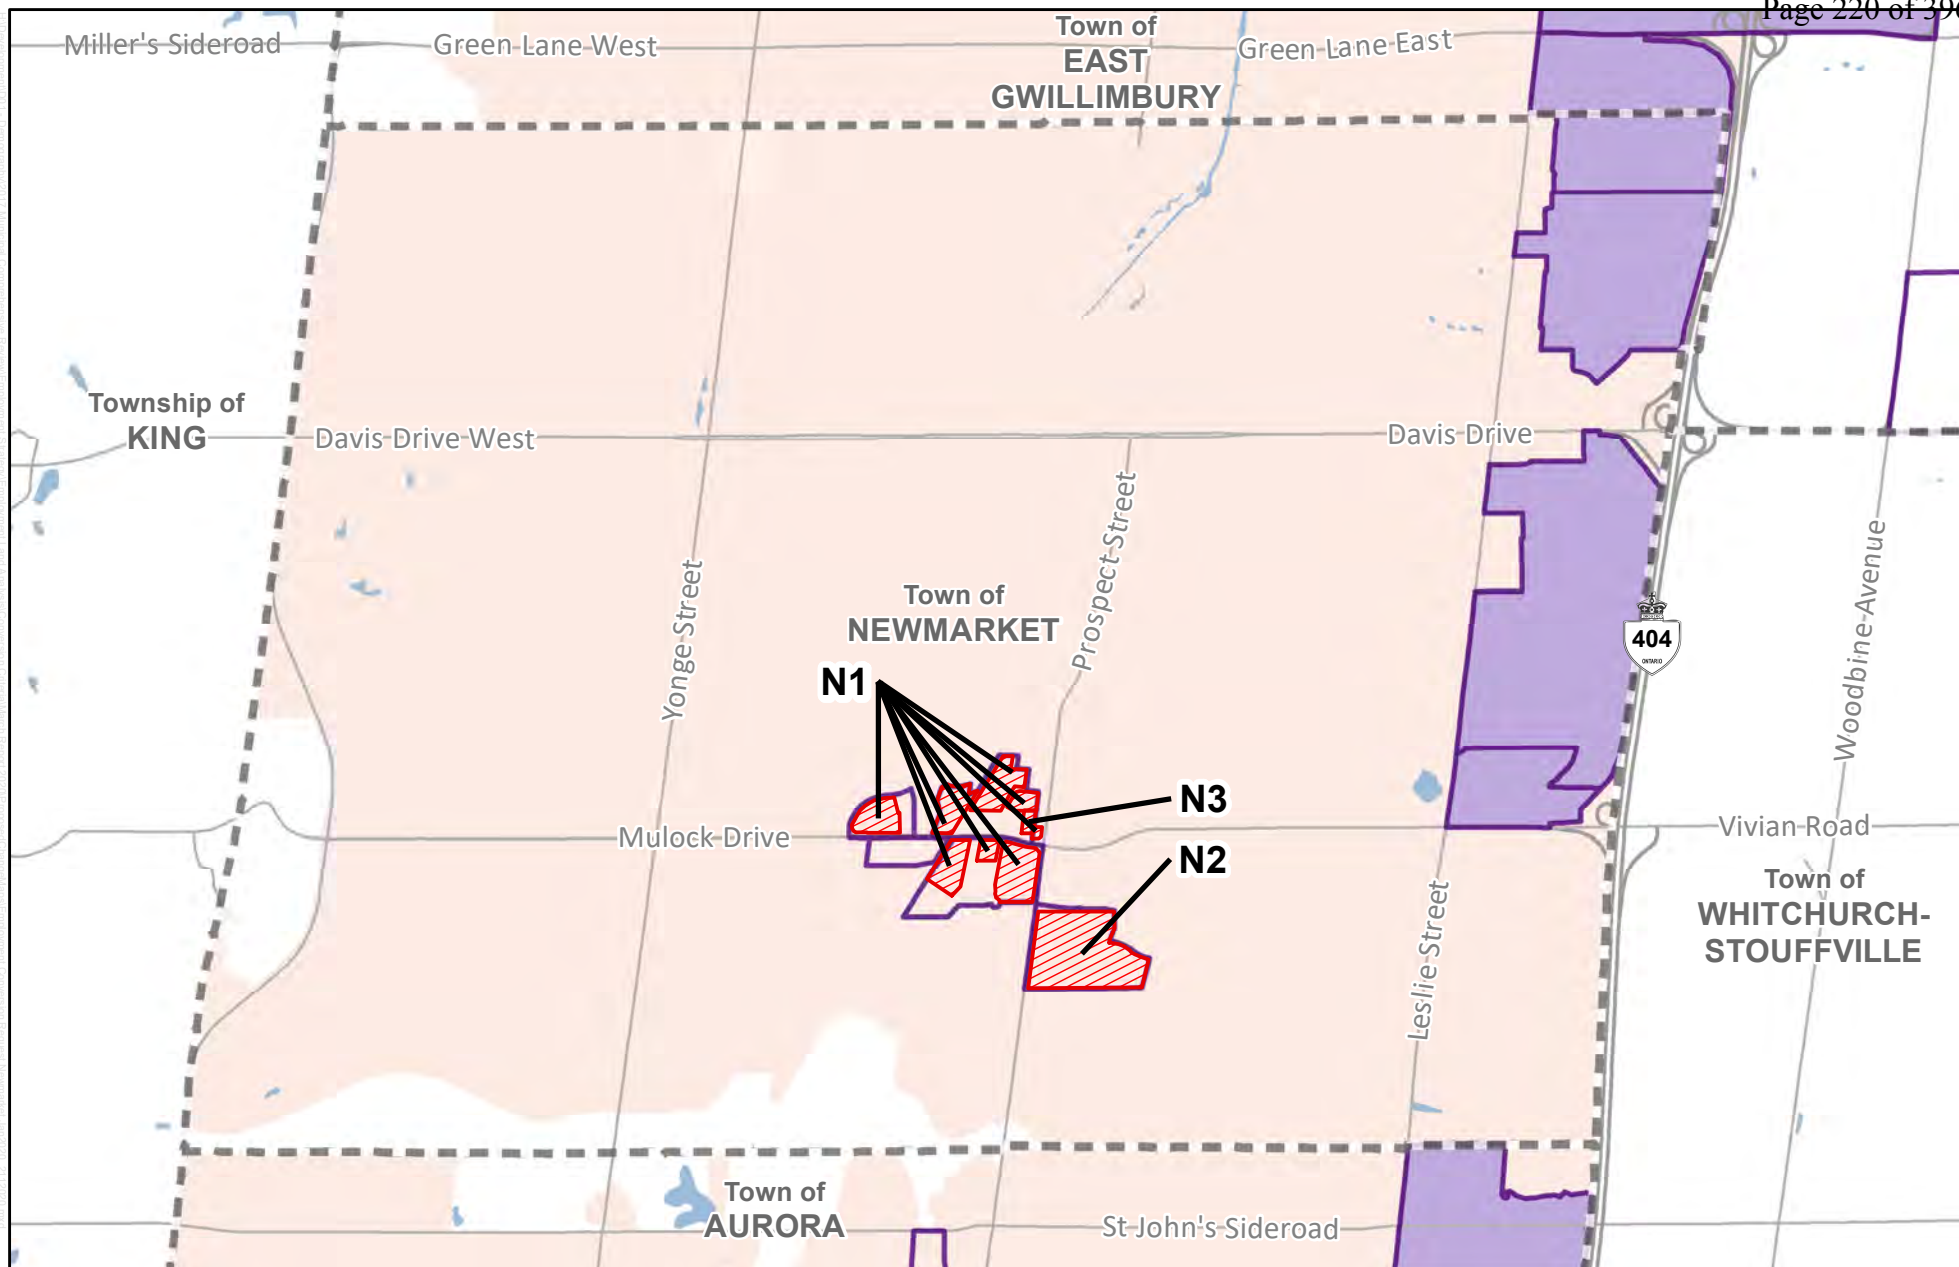 Page 220 of 396
Miller's Sideroad
Green Lane West
Town of
EAST
GWILLIMBURY
Green Lane East
Township of
KING
Davis Drive West
Davis Drive
Prospect Street
Yonge Street
Town of
NEWMARKET
404
ONTARIO
Woodbine Avenue
N1
N3
Mulock Drive
Vivian Road
N2
Leslie Street
Town of
WHITCHURCH-
STOUFFVILLE
Town of
AURORA
St John's Sideroad